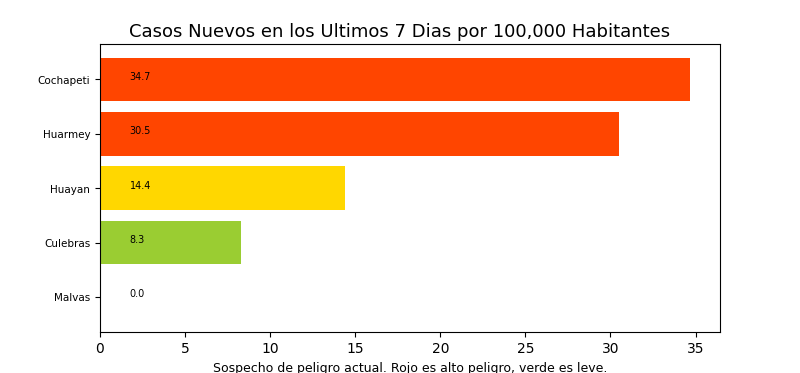 Casos Nuevos en los Ultimos 7 Dias por 100,000 Habitantes
Cochapeti 34.7
Huarmey 30.5
Huayan 14.4
Culebras 8.3
Malvas 0.0
0 5 10 15 20 25 30 35
Sospecho de peligro actual. Rojo es alto peligro, verde es leve.